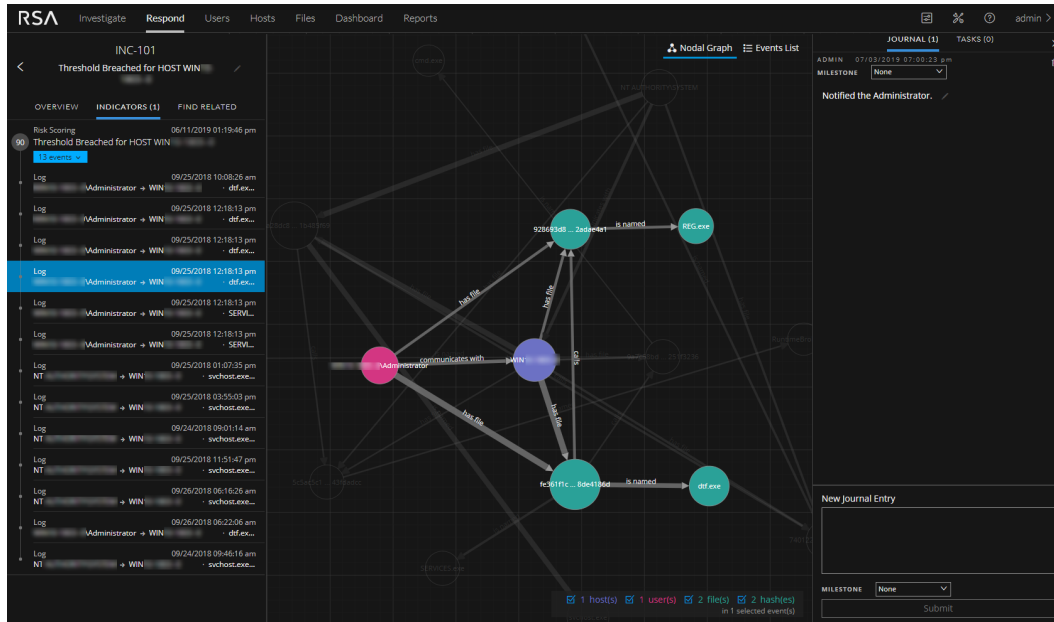 RSA Investigate Respond Users Hosts Files Dashboard Reports admin >
INC-101
Threshold Breached for HOST WIN
OVERVIEW INDICATORS (1) FIND RELATED
Risk Scoring 06/11/2019 01:19:46 pm
90 Threshold Breached for HOST WIN
13 events
Log 09/25/2018 10:08:26 am
\Administrator → WIN · dtf.ex...
Log 09/25/2018 12:18:13 pm
\Administrator → WIN · dtf.ex...
Log 09/25/2018 12:18:13 pm
\Administrator → WIN · dtf.ex...
Log 09/25/2018 12:18:13 pm
\Administrator → WIN · dtf.ex...
Log 09/25/2018 12:18:13 pm
\Administrator → WIN · SERVI...
Log 09/25/2018 12:18:13 pm
\Administrator → WIN · SERVI...
Log 09/25/2018 01:07:35 pm
NT → WIN · svchost.exe...
Log 09/25/2018 03:55:03 pm
NT → WIN · svchost.exe...
Log 09/24/2018 09:01:14 am
NT → WIN · svchost.exe...
Log 09/25/2018 11:51:47 pm
NT → WIN · svchost.exe...
Log 09/26/2018 06:16:26 am
NT → WIN · svchost.exe...
Log 09/26/2018 06:22:06 am
\Administrator → WIN · dtf.ex...
Log 09/24/2018 09:46:16 am
NT → WIN · svchost.exe...
Nodal Graph Events List
cmd.exe
NT AUTHORITY\SYSTEM
928693d8 ... 2adae4a1
is named
REG.exe
has file
has file
calls
\Administrator
communicates with
WIN
has file
has file
fe361f1c ... 8de4186d
is named
dtf.exe
SERVICES.exe
1 host(s) 1 user(s) 2 file(s) 2 hash(es)
in 1 selected event(s)
JOURNAL (1) TASKS (0)
ADMIN 07/03/2019 07:00:23 pm
MILESTONE None
Notified the Administrator.
New Journal Entry
MILESTONE None
Submit